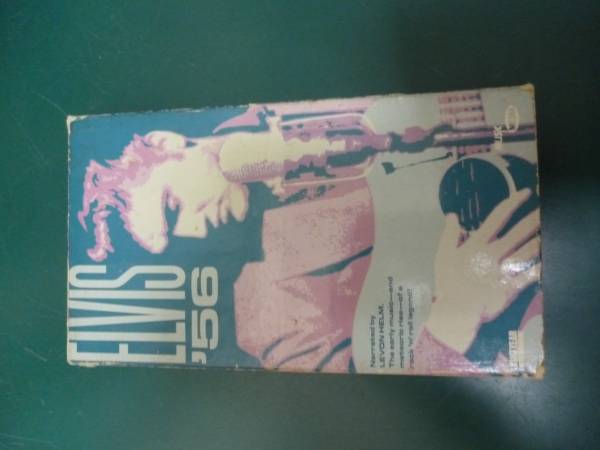 ELVIS
'56
Narrated by
LEVON HELM.
The early music—and
meteoric rise—of a
rock 'n' roll legend!